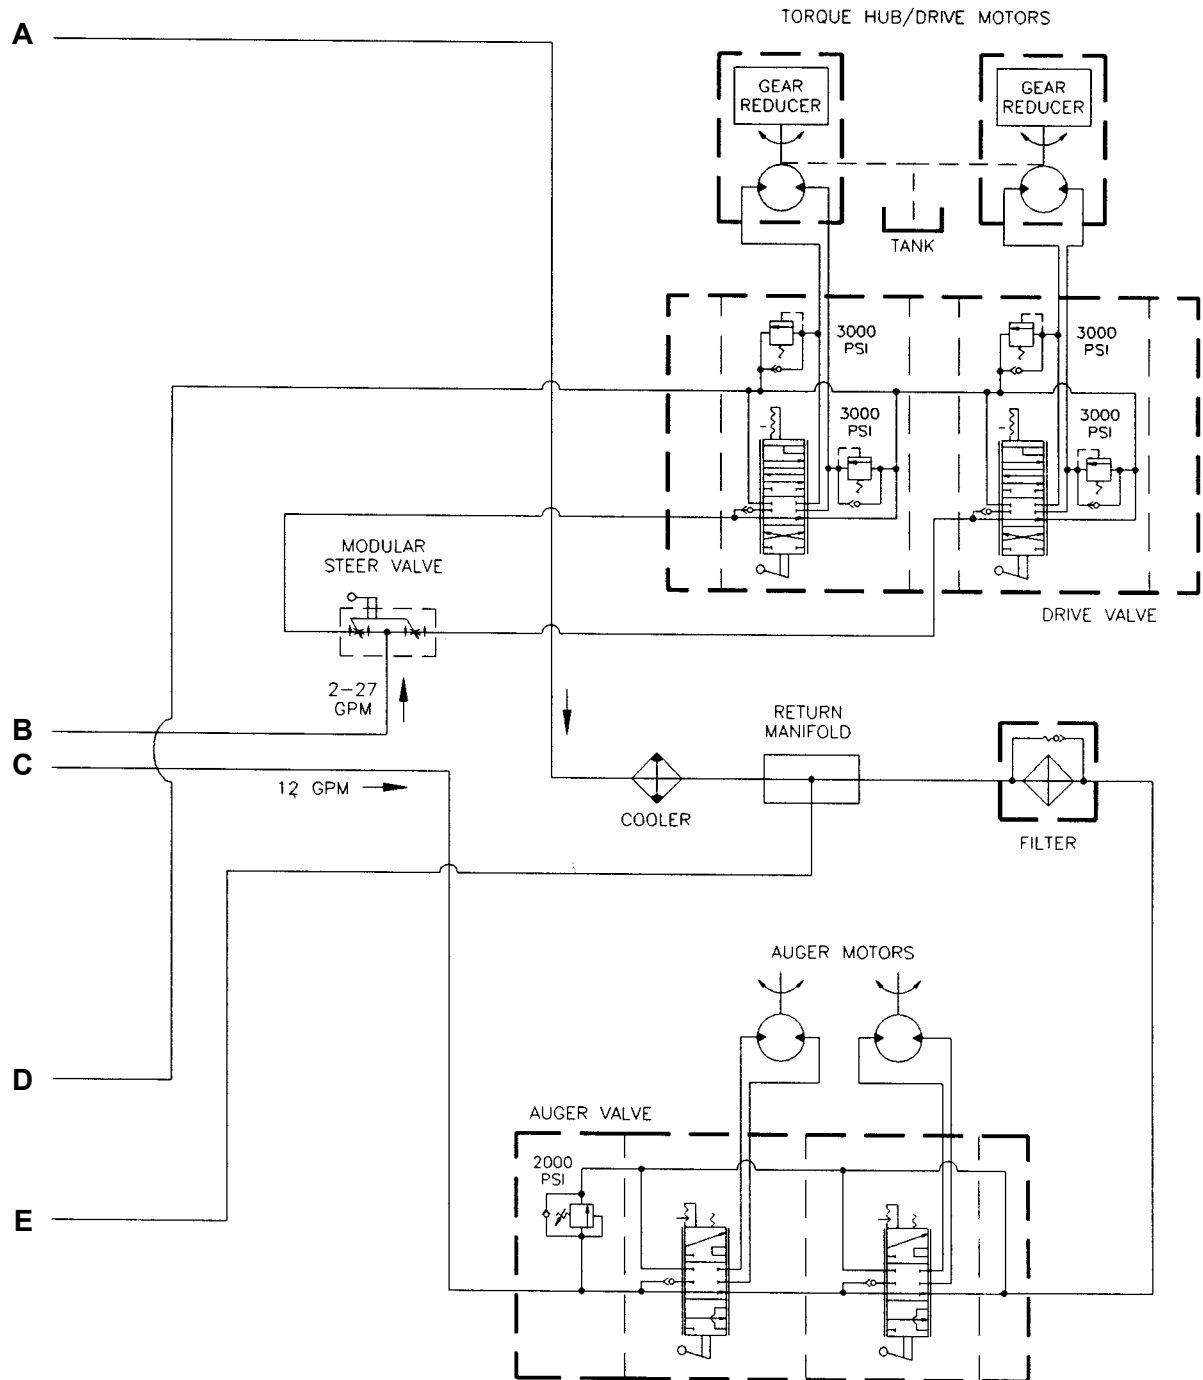 TORQUE HUB/DRIVE MOTORS
A
GEAR
REDUCER
GEAR
REDUCER
TANK
3000
PSI
3000
PSI
3000
PSI
3000
PSI
MODULAR
STEER VALVE
DRIVE VALVE
2-27
GPM
B
RETURN
MANIFOLD
C
12 GPM
COOLER
FILTER
AUGER MOTORS
D
AUGER VALVE
2000
PSI
E